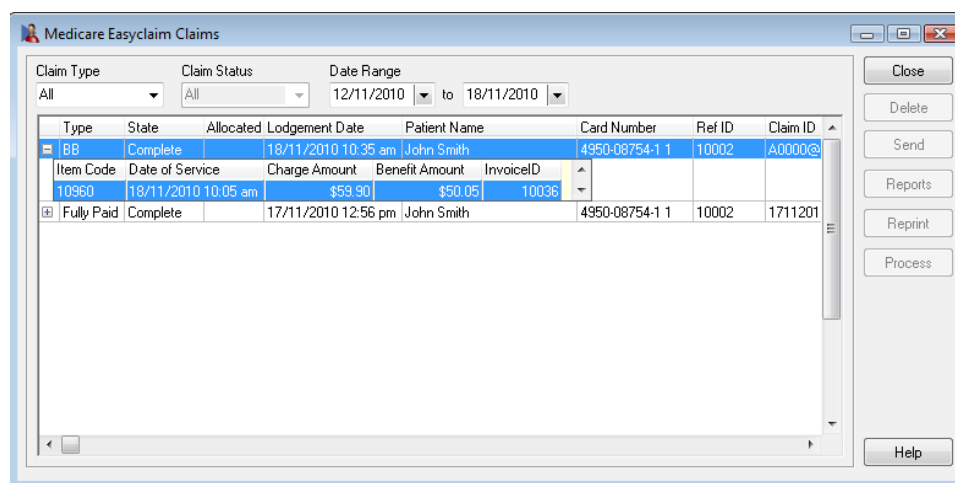 Medicare Easyclaim Claims
Claim Type Claim Status Date Range
All All 12/11/2010 to 18/11/2010
Close
Delete
Send
Reports
Reprint
Process
Help
Type State Allocated Lodgement Date Patient Name Card Number Ref ID Claim ID
BB Complete 18/11/2010 10:35 am John Smith 4950-08754-1 1 10002 A0000@
Item Code Date of Service Charge Amount Benefit Amount InvoiceID
10960 18/11/2010 10:05 am $59.90 $50.05 10036
Fully Paid Complete 17/11/2010 12:56 pm John Smith 4950-08754-1 1 10002 1711201